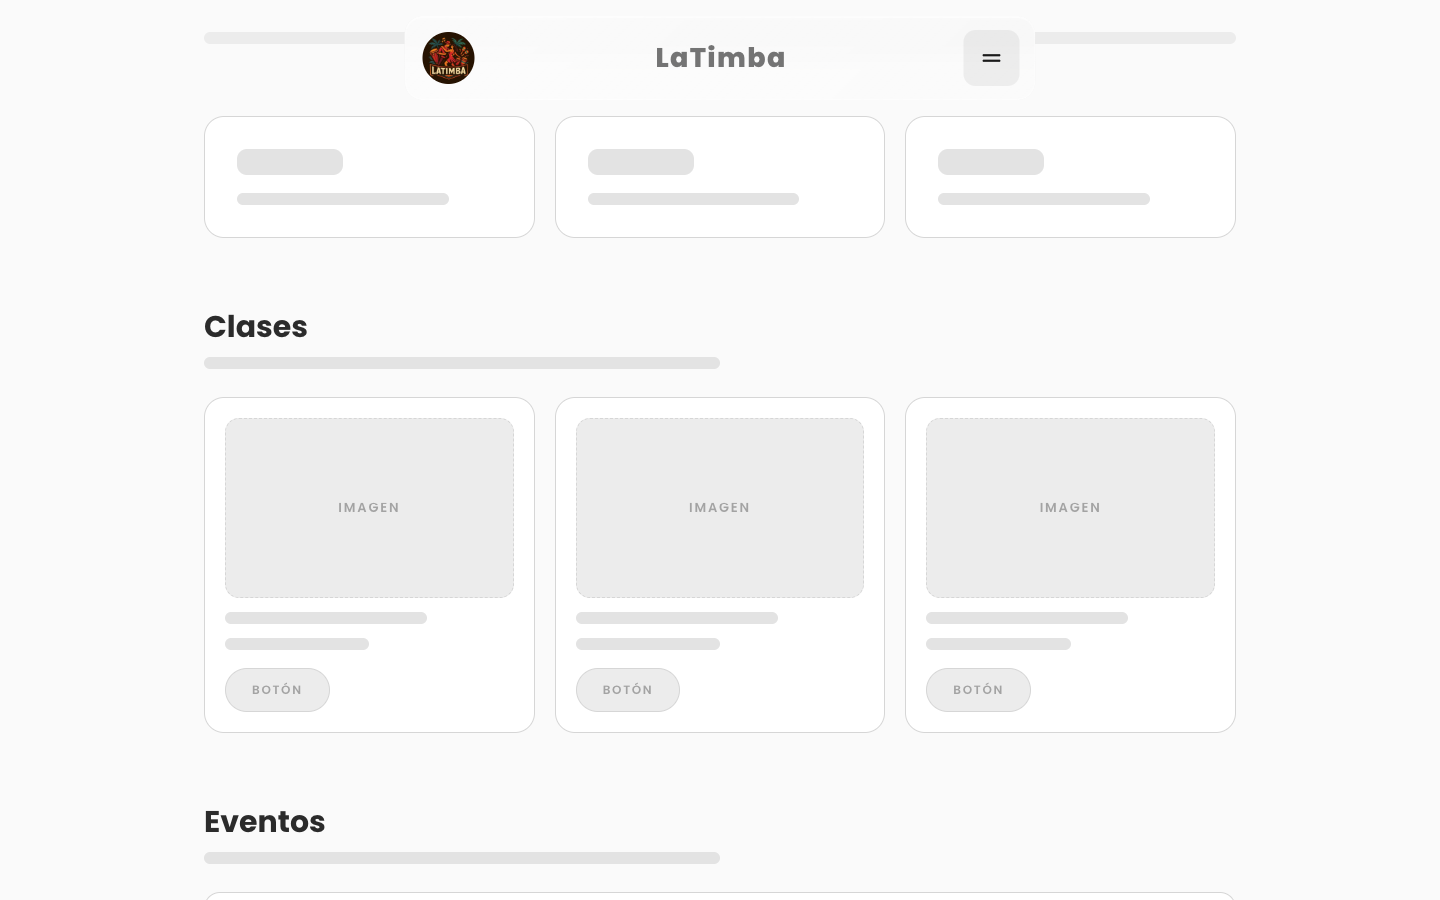 LATIMBA
LaTimba
Clases
IMAGEN
IMAGEN
IMAGEN
BOTÓN
BOTÓN
BOTÓN
Eventos